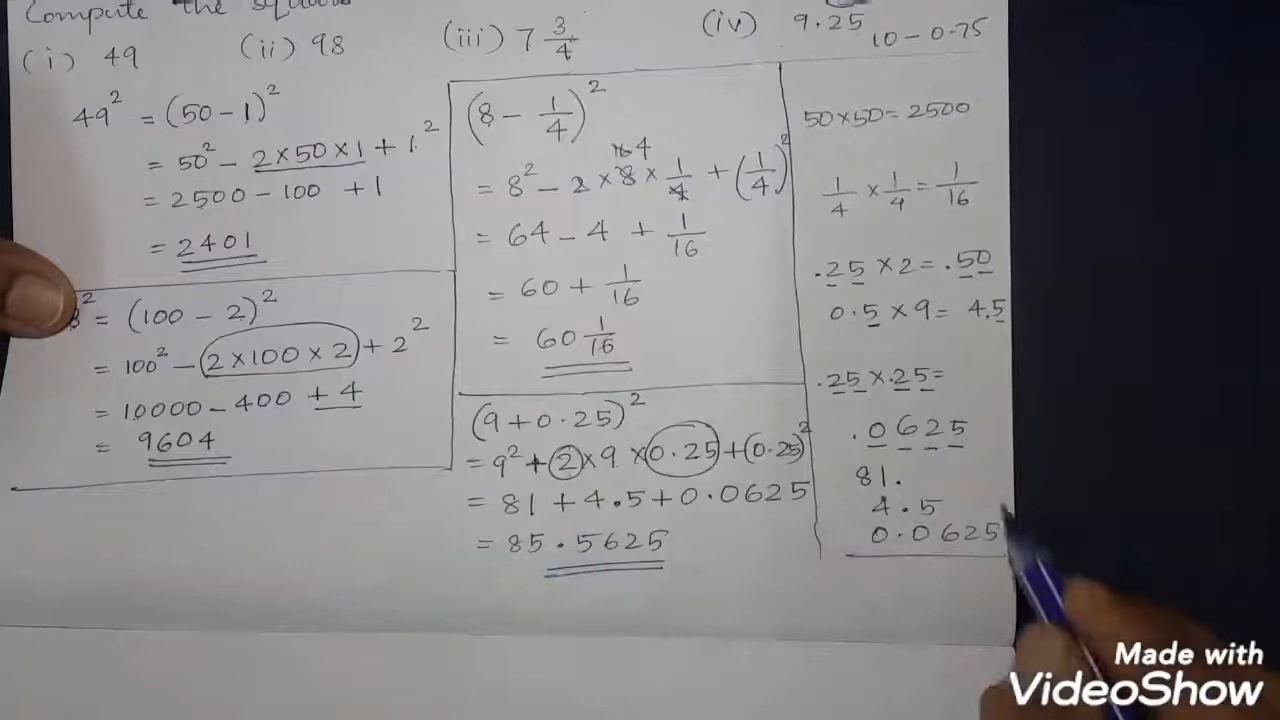 Compute the squares
(i) 49 (ii) 98 (iii) 7 3/4 (iv) 9.25 10 - 0.75
49² = (50 - 1)²
= 50² - 2×50×1 + 1²
= 2500 - 100 + 1
= 2401
8² = (100 - 2)²
= 100² - (2×100×2) + 2²
= 10000 - 400 + 4
= 9604
(8 - 1/4)²
16 4
= 8² - 2 × 8 × 1/4 + (1/4)²
= 64 - 4 + 1/16
= 60 + 1/16
= 60 1/16
(9 + 0.25)²
= 9² + 2 × 9 × 0.25 + (0.25)²
= 81 + 4.5 + 0.0625
= 85.5625
50×50 = 2500
1/4 × 1/4 = 1/16
.25 × 2 = .50
0.5 × 9 = 4.5
.25 × .25 =
.0625
81.
4.5
0.0625
Made with
VideoShow